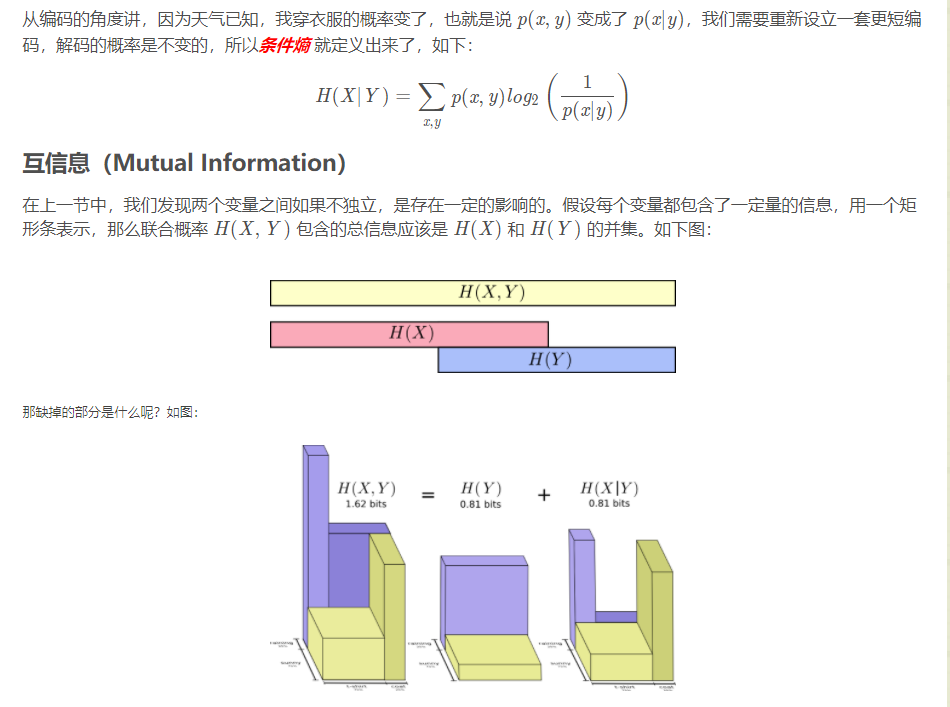 从编码的角度讲，因为天气已知，我穿衣服的概率变了，也就是说 p(x, y) 变成了 p(x|y)，我们需要重新设立一套更短编
码，解码的概率是不变的，所以条件熵 就定义出来了，如下：
H(X|Y) = ∑_{x,y} p(x, y)log₂ (1 / p(x|y))
互信息（Mutual Information）
在上一节中，我们发现两个变量之间如果不独立，是存在一定的影响的。假设每个变量都包含了一定量的信息，用一个矩
形条表示，那么联合概率 H(X, Y) 包含的总信息应该是 H(X) 和 H(Y) 的并集。如下图：
H(X, Y)
H(X)
H(Y)
那缺掉的部分是什么呢？如图：
H(X, Y) = H(Y) + H(X|Y)
1.62 bits 0.81 bits 0.81 bits